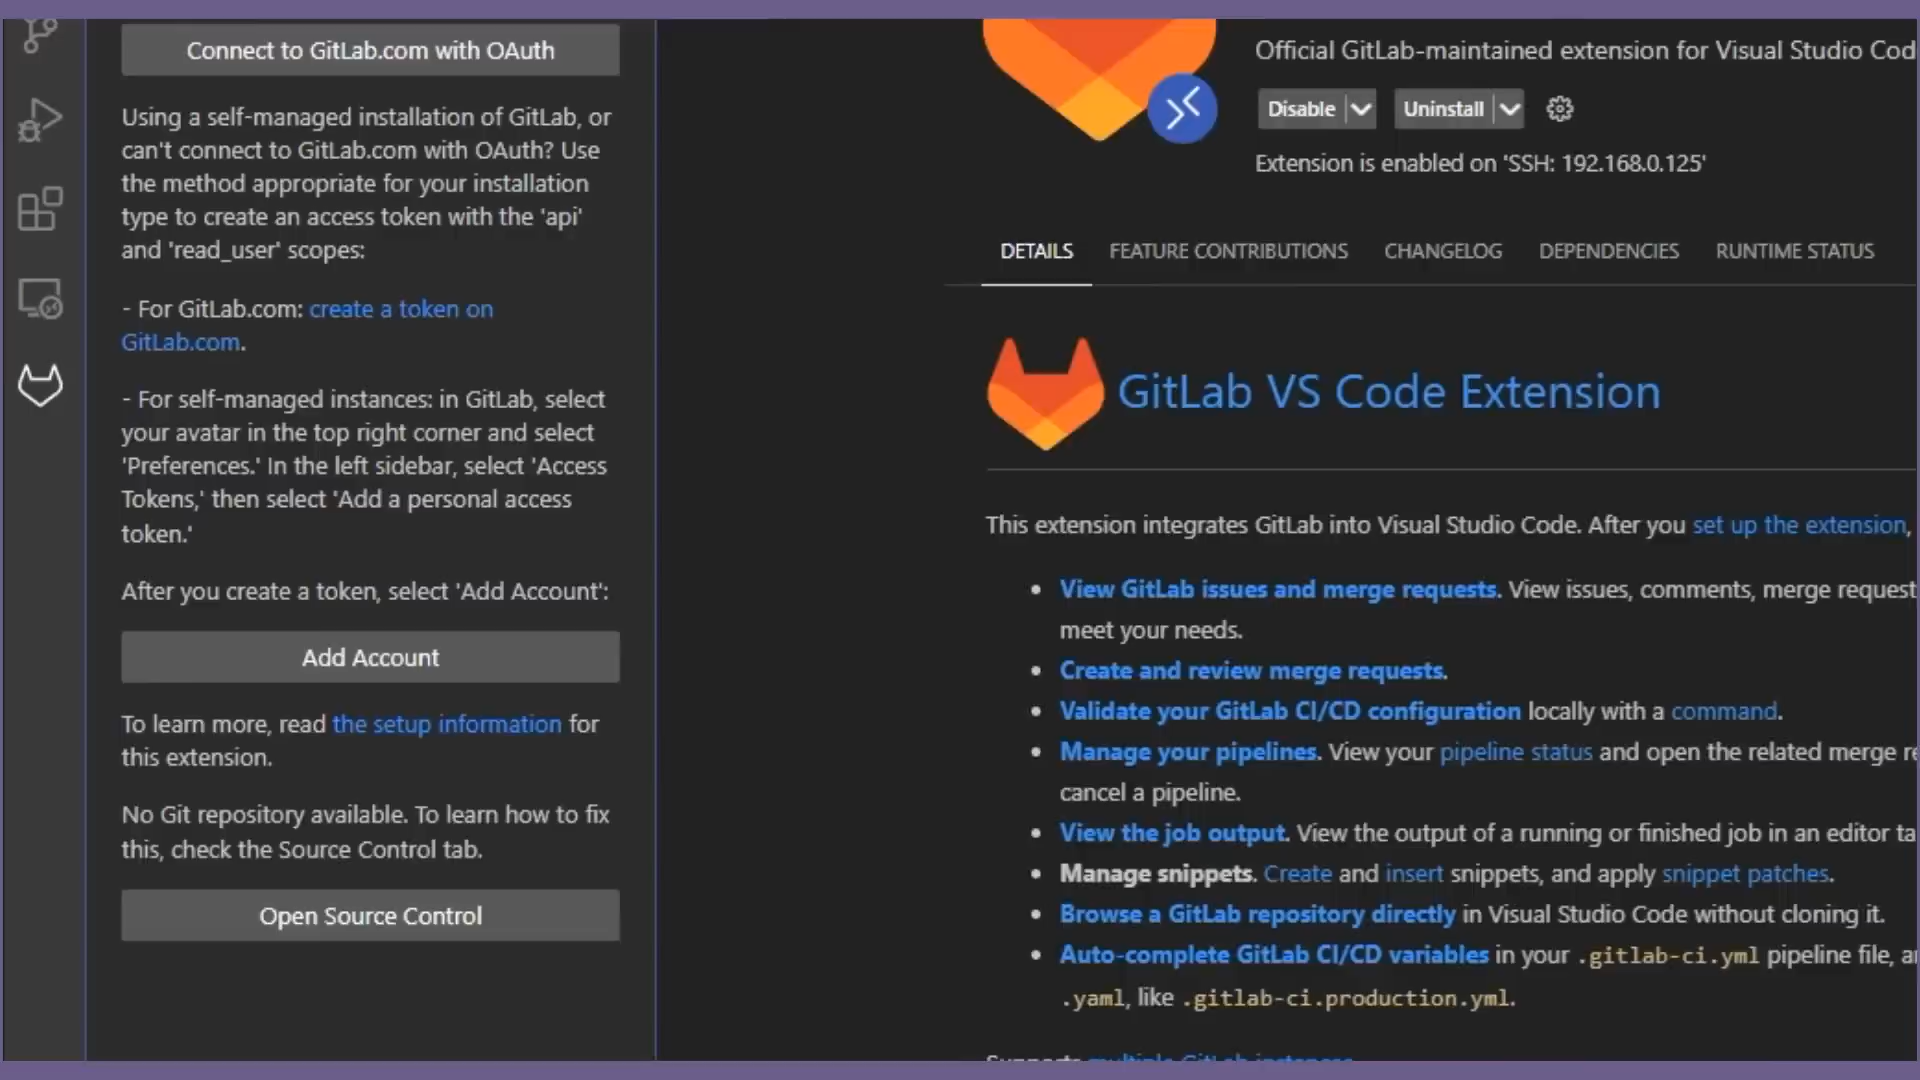 Connect to GitLab.com with OAuth
Using a self-managed installation of GitLab, or
can't connect to GitLab.com with OAuth? Use
the method appropriate for your installation
type to create an access token with the 'api'
and 'read_user' scopes:
- For GitLab.com: create a token on
GitLab.com.
- For self-managed instances: in GitLab, select
your avatar in the top right corner and select
'Preferences.' In the left sidebar, select 'Access
Tokens,' then select 'Add a personal access
token.'
After you create a token, select 'Add Account':
Add Account
To learn more, read the setup information for
this extension.
No Git repository available. To learn how to fix
this, check the Source Control tab.
Open Source Control
Official GitLab-maintained extension for Visual Studio Cod
Disable
Uninstall
Extension is enabled on 'SSH: 192.168.0.125'
DETAILS FEATURE CONTRIBUTIONS CHANGELOG DEPENDENCIES RUNTIME STATUS
GitLab VS Code Extension
This extension integrates GitLab into Visual Studio Code. After you set up the extension,
• View GitLab issues and merge requests. View issues, comments, merge request
meet your needs.
• Create and review merge requests.
• Validate your GitLab CI/CD configuration locally with a command.
• Manage your pipelines. View your pipeline status and open the related merge re
cancel a pipeline.
• View the job output. View the output of a running or finished job in an editor ta
• Manage snippets. Create and insert snippets, and apply snippet patches.
• Browse a GitLab repository directly in Visual Studio Code without cloning it.
• Auto-complete GitLab CI/CD variables in your .gitlab-ci.yml pipeline file, a
.yaml, like .gitlab-ci.production.yml.
Supports multiple GitLab instances